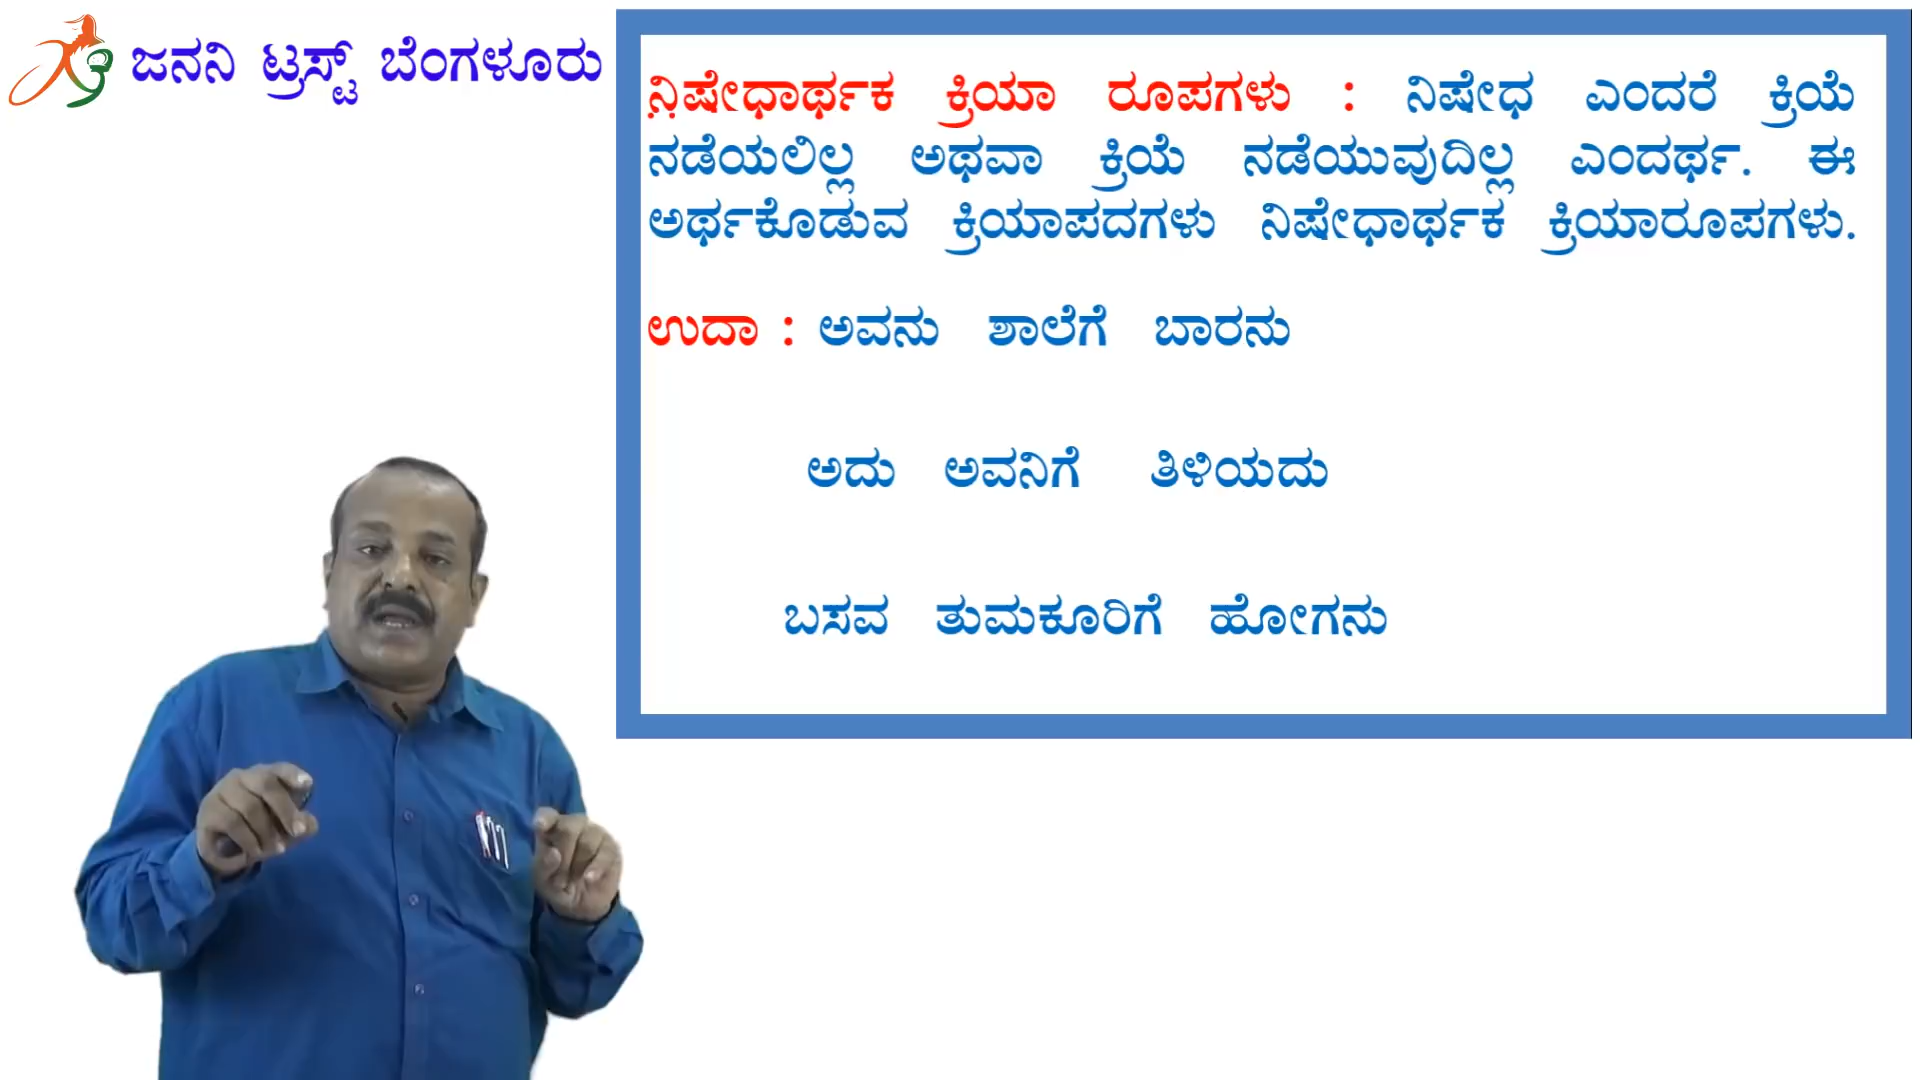 ಜನನಿ ಟ್ರಸ್ಟ್ ಬೆಂಗಳೂರು
ನಿಷೇಧಾರ್ಥಕ ಕ್ರಿಯಾ ರೂಪಗಳು : ನಿಷೇಧ ಎಂದರೆ ಕ್ರಿಯೆ
ನಡೆಯಲಿಲ್ಲ ಅಥವಾ ಕ್ರಿಯೆ ನಡೆಯುವುದಿಲ್ಲ ಎಂದರ್ಥ. ಈ
ಅರ್ಥಕೊಡುವ ಕ್ರಿಯಾಪದಗಳು ನಿಷೇಧಾರ್ಥಕ ಕ್ರಿಯಾರೂಪಗಳು.
ಉದಾ : ಅವನು ಶಾಲೆಗೆ ಬಾರನು
ಅದು ಅವನಿಗೆ ತಿಳಿಯದು
ಬಸವ ತುಮಕೂರಿಗೆ ಹೋಗನು